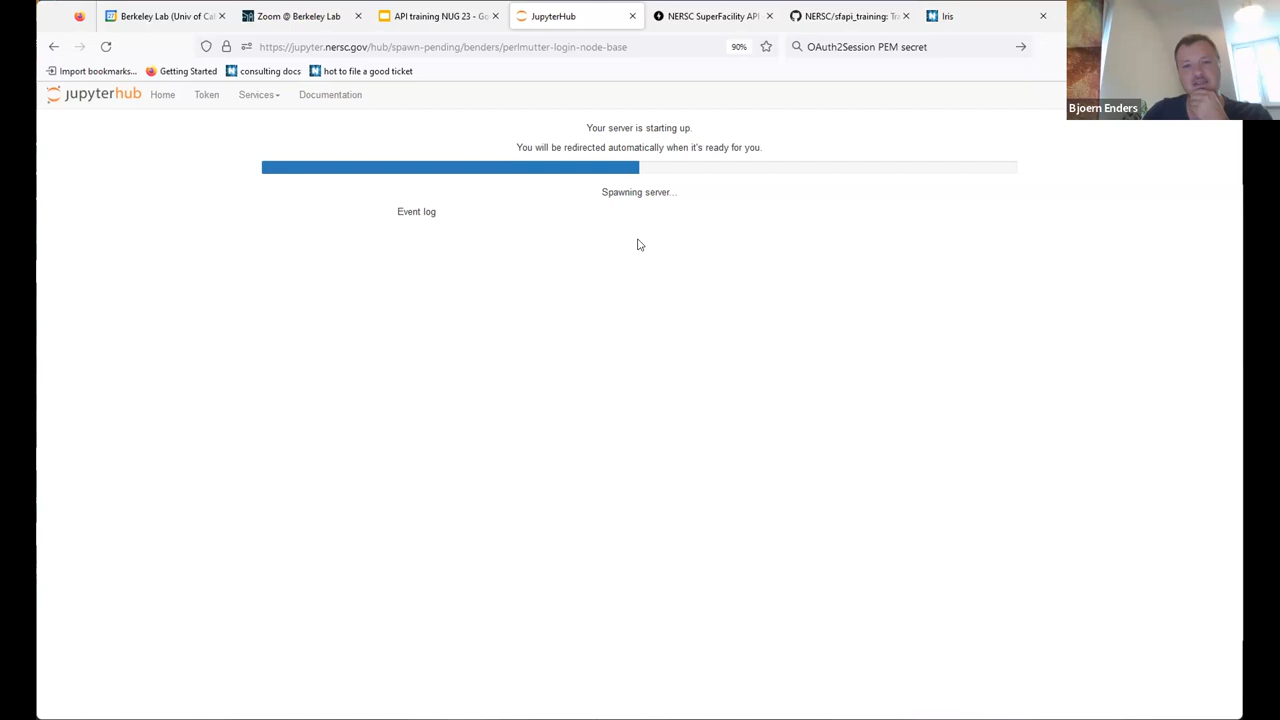 Berkeley Lab (Univ of Cal
Zoom @ Berkeley Lab
API training NUG 23 - Go
JupyterHub
NERSC SuperFacility API
NERSC/sfapi_training: Tra
Iris
https://jupyter.nersc.gov/hub/spawn-pending/benders/perlmutter-login-node-base
90%
OAuth2Session PEM secret
Import bookmarks...
Getting Started
consulting docs
hot to file a good ticket
jupyterhub
Home
Token
Services
Documentation
Bjoern Enders
Your server is starting up.
You will be redirected automatically when it's ready for you.
Spawning server...
Event log